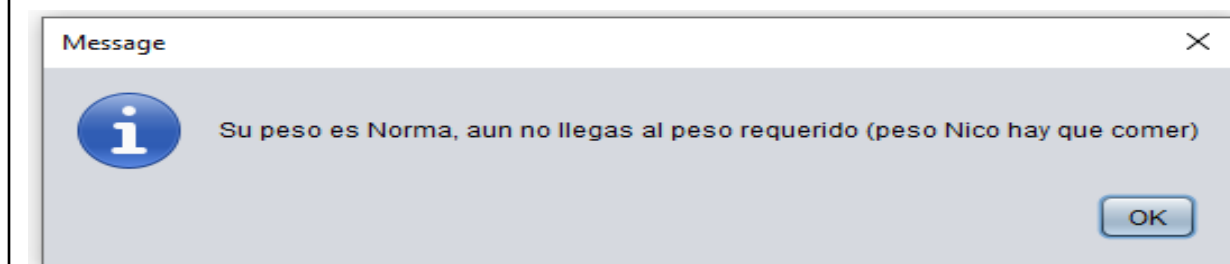 Message
Su peso es Norma, aun no llegas al peso requerido (peso Nico hay que comer)
OK